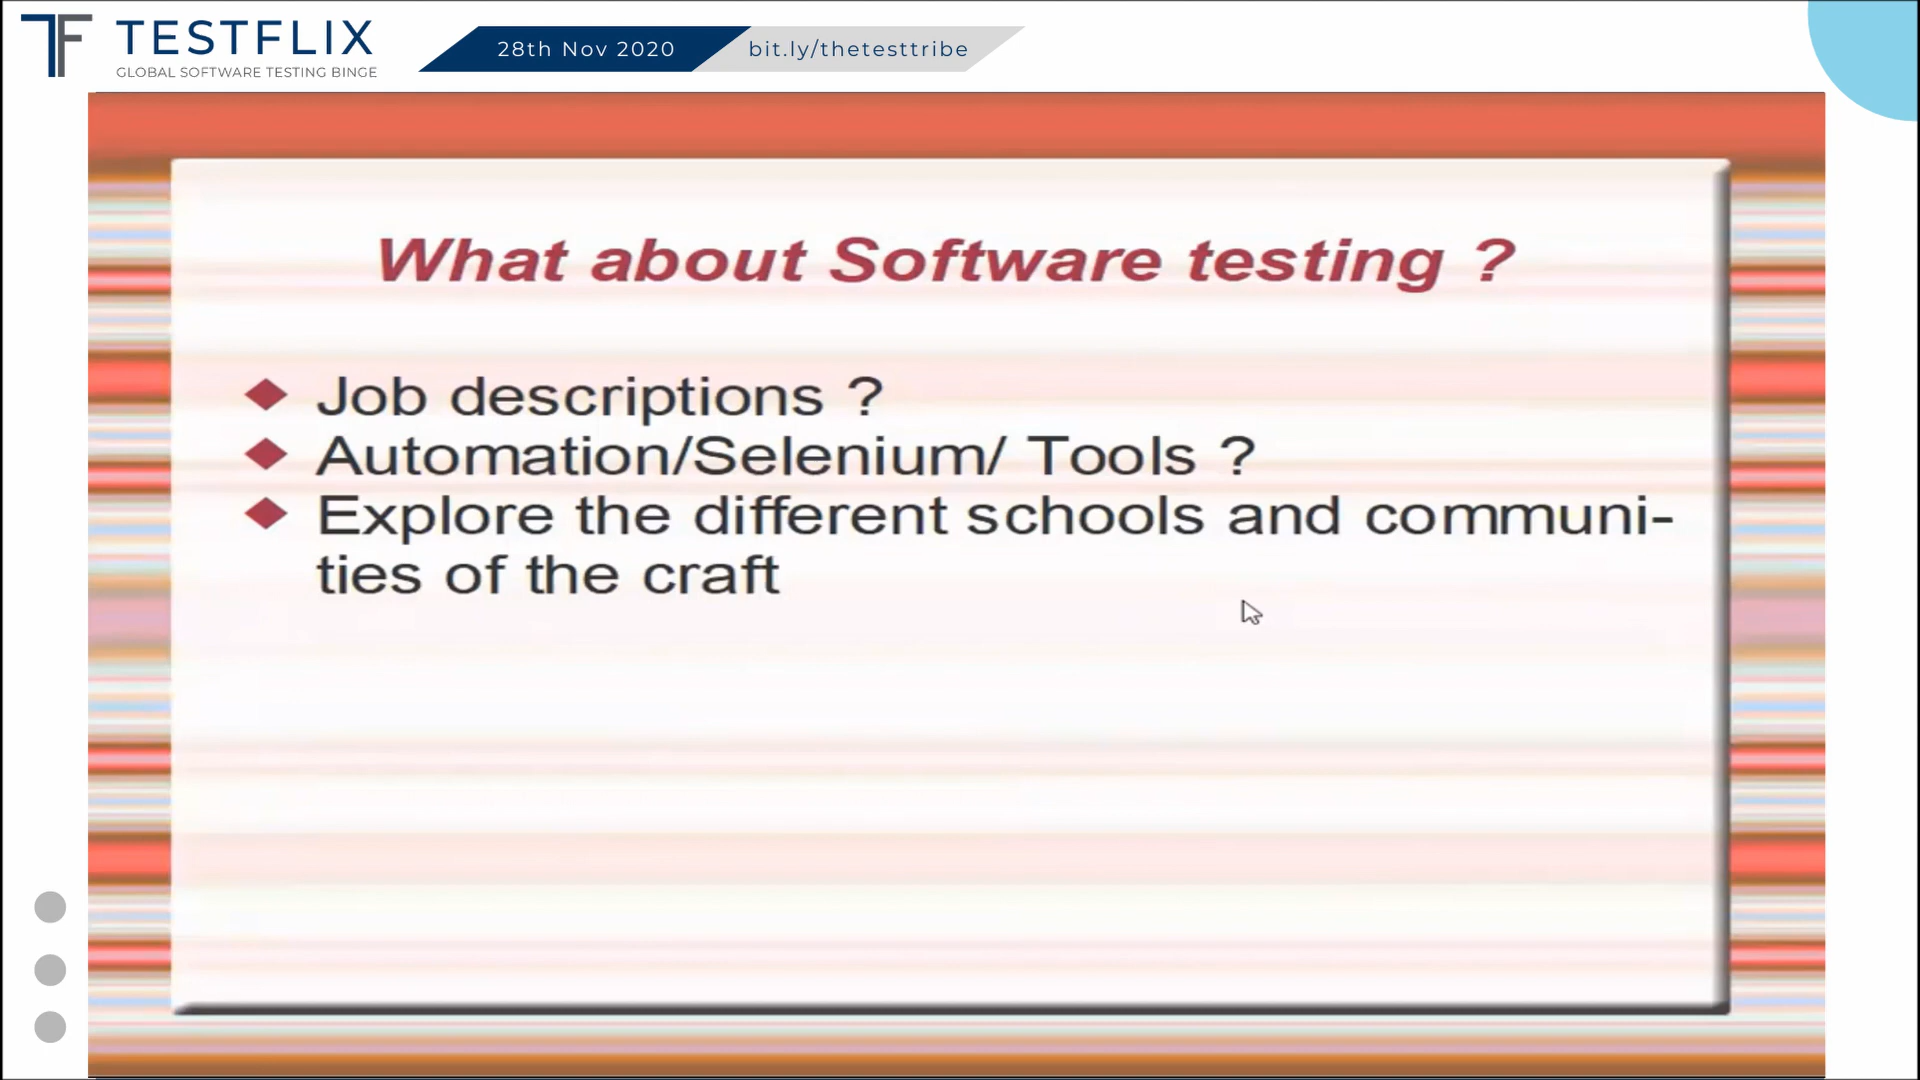 TF TESTFLIX
GLOBAL SOFTWARE TESTING BINGE
28th Nov 2020
bit.ly/thetesttribe
What about Software testing ?
Job descriptions ?
Automation/Selenium/ Tools ?
Explore the different schools and communi-
ties of the craft